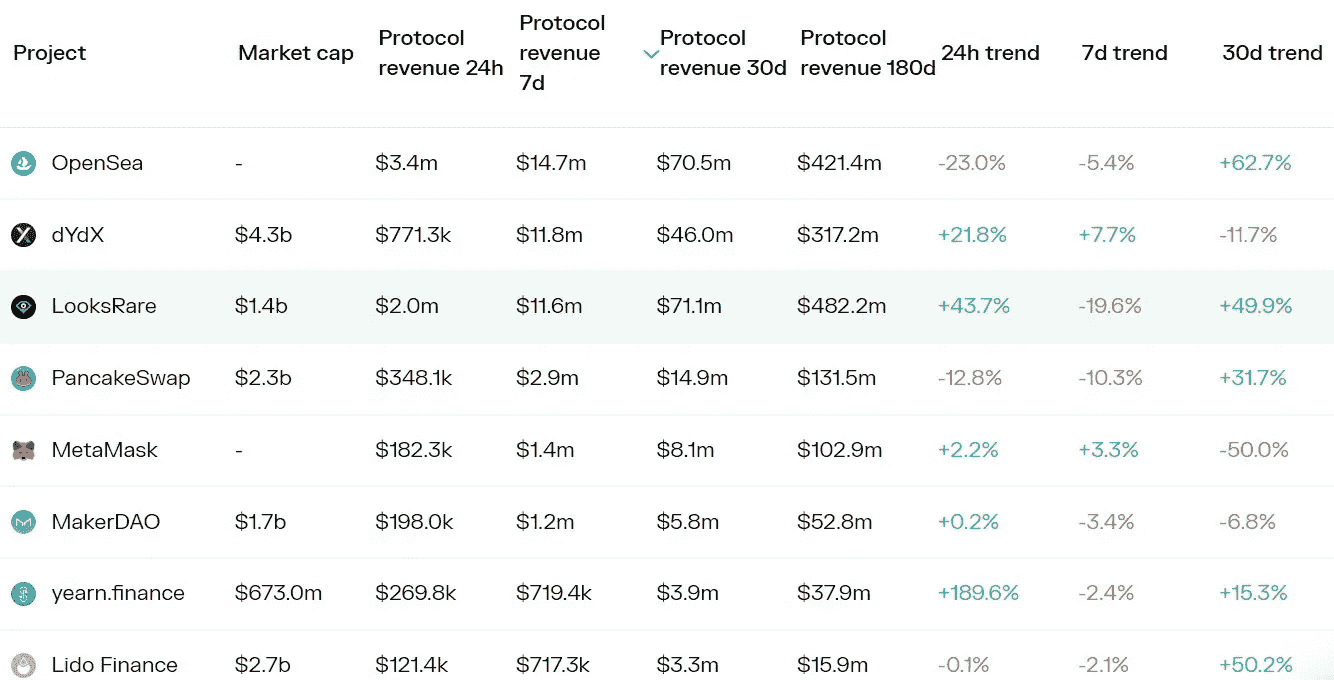 Project Market cap Protocol revenue 24h Protocol revenue 7d Protocol revenue 30d Protocol revenue 180d 24h trend 7d trend 30d trend
OpenSea - $3.4m $14.7m $70.5m $421.4m -23.0% -5.4% +62.7%
dYdX $4.3b $771.3k $11.8m $46.0m $317.2m +21.8% +7.7% -11.7%
LooksRare $1.4b $2.0m $11.6m $71.1m $482.2m +43.7% -19.6% +49.9%
PancakeSwap $2.3b $348.1k $2.9m $14.9m $131.5m -12.8% -10.3% +31.7%
MetaMask - $182.3k $1.4m $8.1m $102.9m +2.2% +3.3% -50.0%
MakerDAO $1.7b $198.0k $1.2m $5.8m $52.8m +0.2% -3.4% -6.8%
yearn.finance $673.0m $269.8k $719.4k $3.9m $37.9m +189.6% -2.4% +15.3%
Lido Finance $2.7b $121.4k $717.3k $3.3m $15.9m -0.1% -2.1% +50.2%